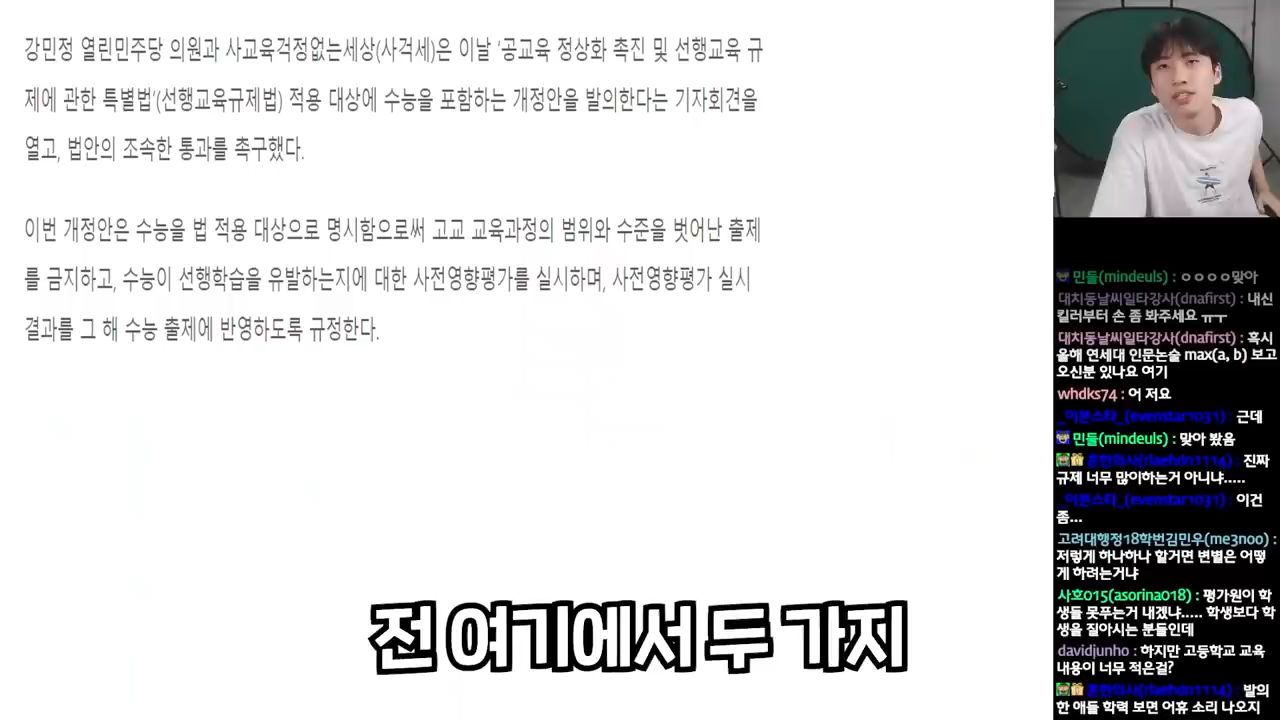 강민정 열린민주당 의원과 사교육걱정없는세상(사걱세)은 이날 '공교육 정상화 촉진 및 선행교육 규
제에 관한 특별법'(선행교육규제법) 적용 대상에 수능을 포함하는 개정안을 발의한다는 기자회견을
열고, 법안의 조속한 통과를 촉구했다.
이번 개정안은 수능을 법 적용 대상으로 명시함으로써 고교 교육과정의 범위와 수준을 벗어난 출제
를 금지하고, 수능이 선행학습을 유발하는지에 대한 사전영향평가를 실시하며, 사전영향평가 실시
결과를 그 해 수능 출제에 반영하도록 규정한다.
전 여기에서 두 가지
민들(mindeuls) : ㅇㅇㅇㅇ맞아
대치동날씨일타강사(dnafirst) : 내신
킬러부터 손 좀 봐주세요 ㅠㅜ
대치동날씨일타강사(dnafirst) : 혹시
올해 연세대 인문논술 max(a, b) 보고
오신분 있나요 여기
whdks74 : 어 저요
_이븐스타_(evenstar1031) : 근데
민들(mindeuls) : 맞아 봤음
훈한의사(rlaehdn1114) : 진짜
규제 너무 많이하는거 아니냐.....
_이븐스타_(evenstar1031) : 이건
좀...
고려대행정18학번김민우(me3noo) :
저렇게 하나하나 할거면 변별은 어떻
게 하려는거냐
사호015(asorina018) : 평가원이 학
생들 못푸는거 내겠냐..... 학생보다 학
생을 잘아시는 분들인데
davidjunho : 하지만 고등학교 교육
내용이 너무 적은걸?
훈한의사(rlaehdn1114) : 발의
한 애들 학력 보면 어휴 소리 나오지